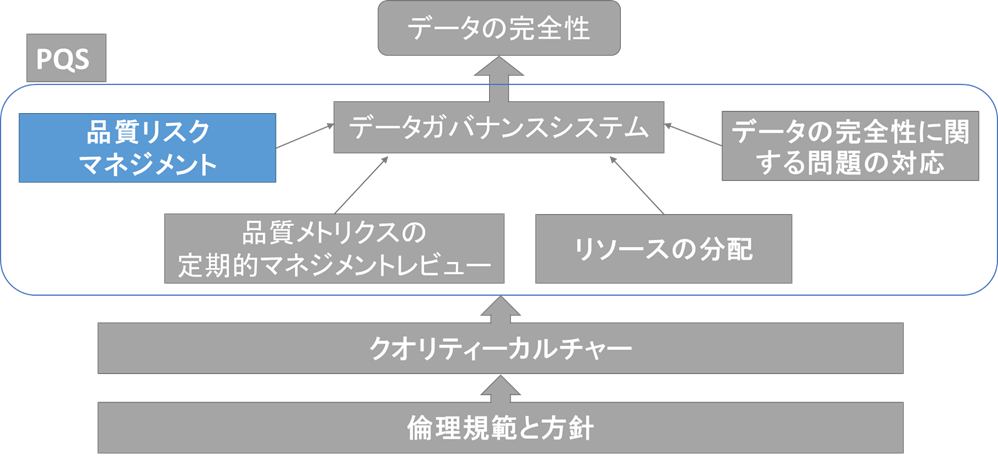 データの完全性
PQS
品質リスク
マネジメント
データガバナンスシステム
データの完全性に関
する問題の対応
品質メトリクスの
定期的マネジメントレビュー
リソースの分配
クオリティーカルチャー
倫理規範と方針